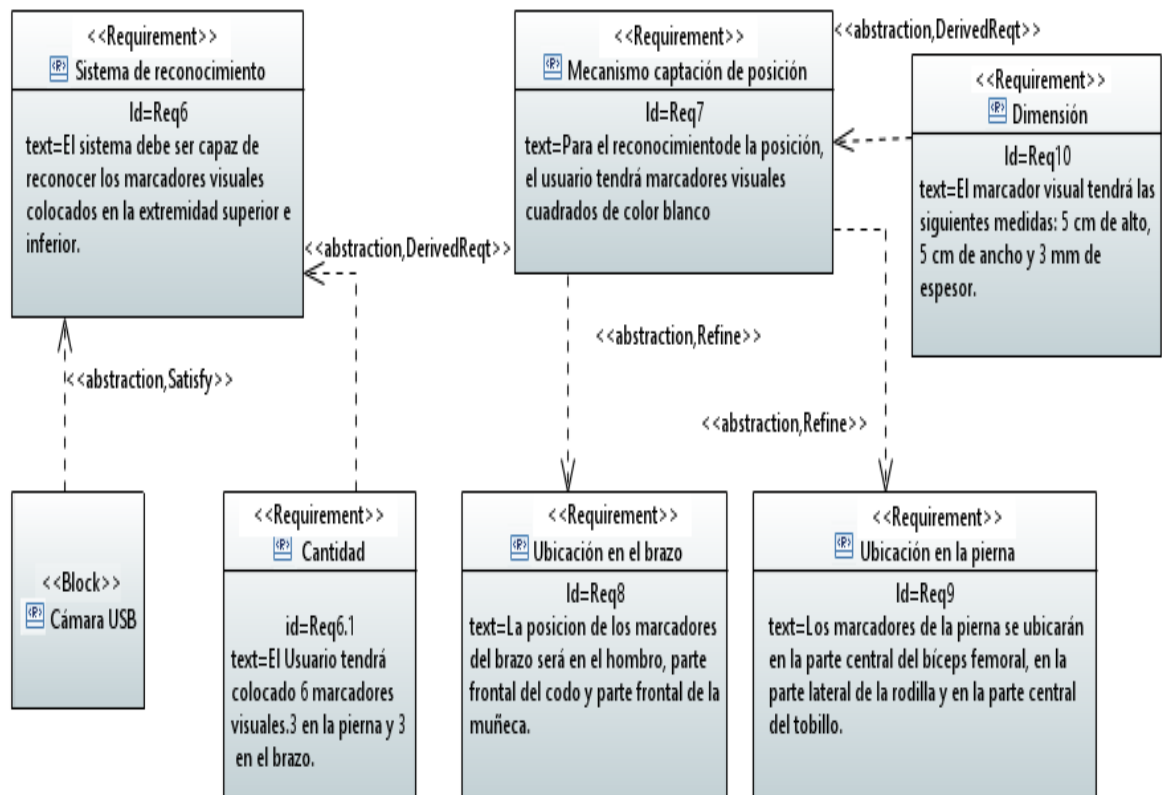 <<Requirement>>
Sistema de reconocimiento
Id=Req6
text=El sistema debe ser capaz de
reconocer los marcadores visuales
colocados en la extremidad superior e
inferior.
<<Requirement>>
Mecanismo captación de posición
Id=Req7
text=Para el reconocimientode la posición,
el usuario tendrá marcadores visuales
cuadrados de color blanco
<<abstraction,DerivedReqt>>
<<Requirement>>
Dimensión
Id=Req10
text=El marcador visual tendrá las
siguientes medidas: 5 cm de alto,
5 cm de ancho y 3 mm de
espesor.
<<abstraction,DerivedReqt>>
<<abstraction,Refine>>
<<abstraction,Satisfy>>
<<abstraction,Refine>>
<<Block>>
Cámara USB
<<Requirement>>
Cantidad
id=Req6.1
text=El Usuario tendrá
colocado 6 marcadores
visuales.3 en la pierna y 3
en el brazo.
<<Requirement>>
Ubicación en el brazo
Id=Req8
text=La posicion de los marcadores
del brazo será en el hombro, parte
frontal del codo y parte frontal de la
muñeca.
<<Requirement>>
Ubicación en la pierna
Id=Req9
text=Los marcadores de la pierna se ubicarán
en la parte central del bíceps femoral, en la
parte lateral de la rodilla y en la parte central
del tobillo.